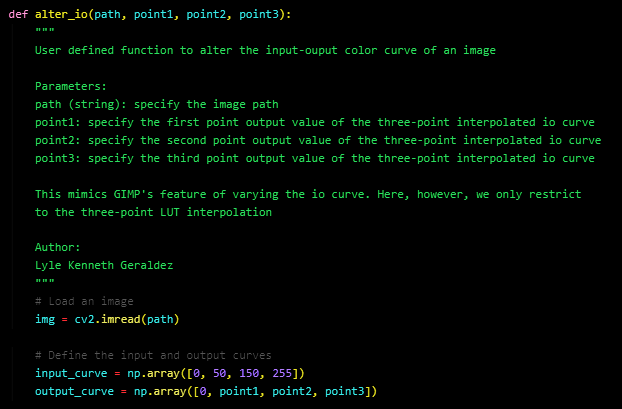 def alter_io(path, point1, point2, point3):
    """
    User defined function to alter the input-ouput color curve of an image

    Parameters:
    path (string): specify the image path
    point1: specify the first point output value of the three-point interpolated io curve
    point2: specify the second point output value of the three-point interpolated io curve
    point3: specify the third point output value of the three-point interpolated io curve

    This mimics GIMP's feature of varying the io curve. Here, however, we only restrict
    to the three-point LUT interpolation

    Author:
    Lyle Kenneth Geraldez
    """
    # Load an image
    img = cv2.imread(path)

    # Define the input and output curves
    input_curve = np.array([0, 50, 150, 255])
    output_curve = np.array([0, point1, point2, point3])